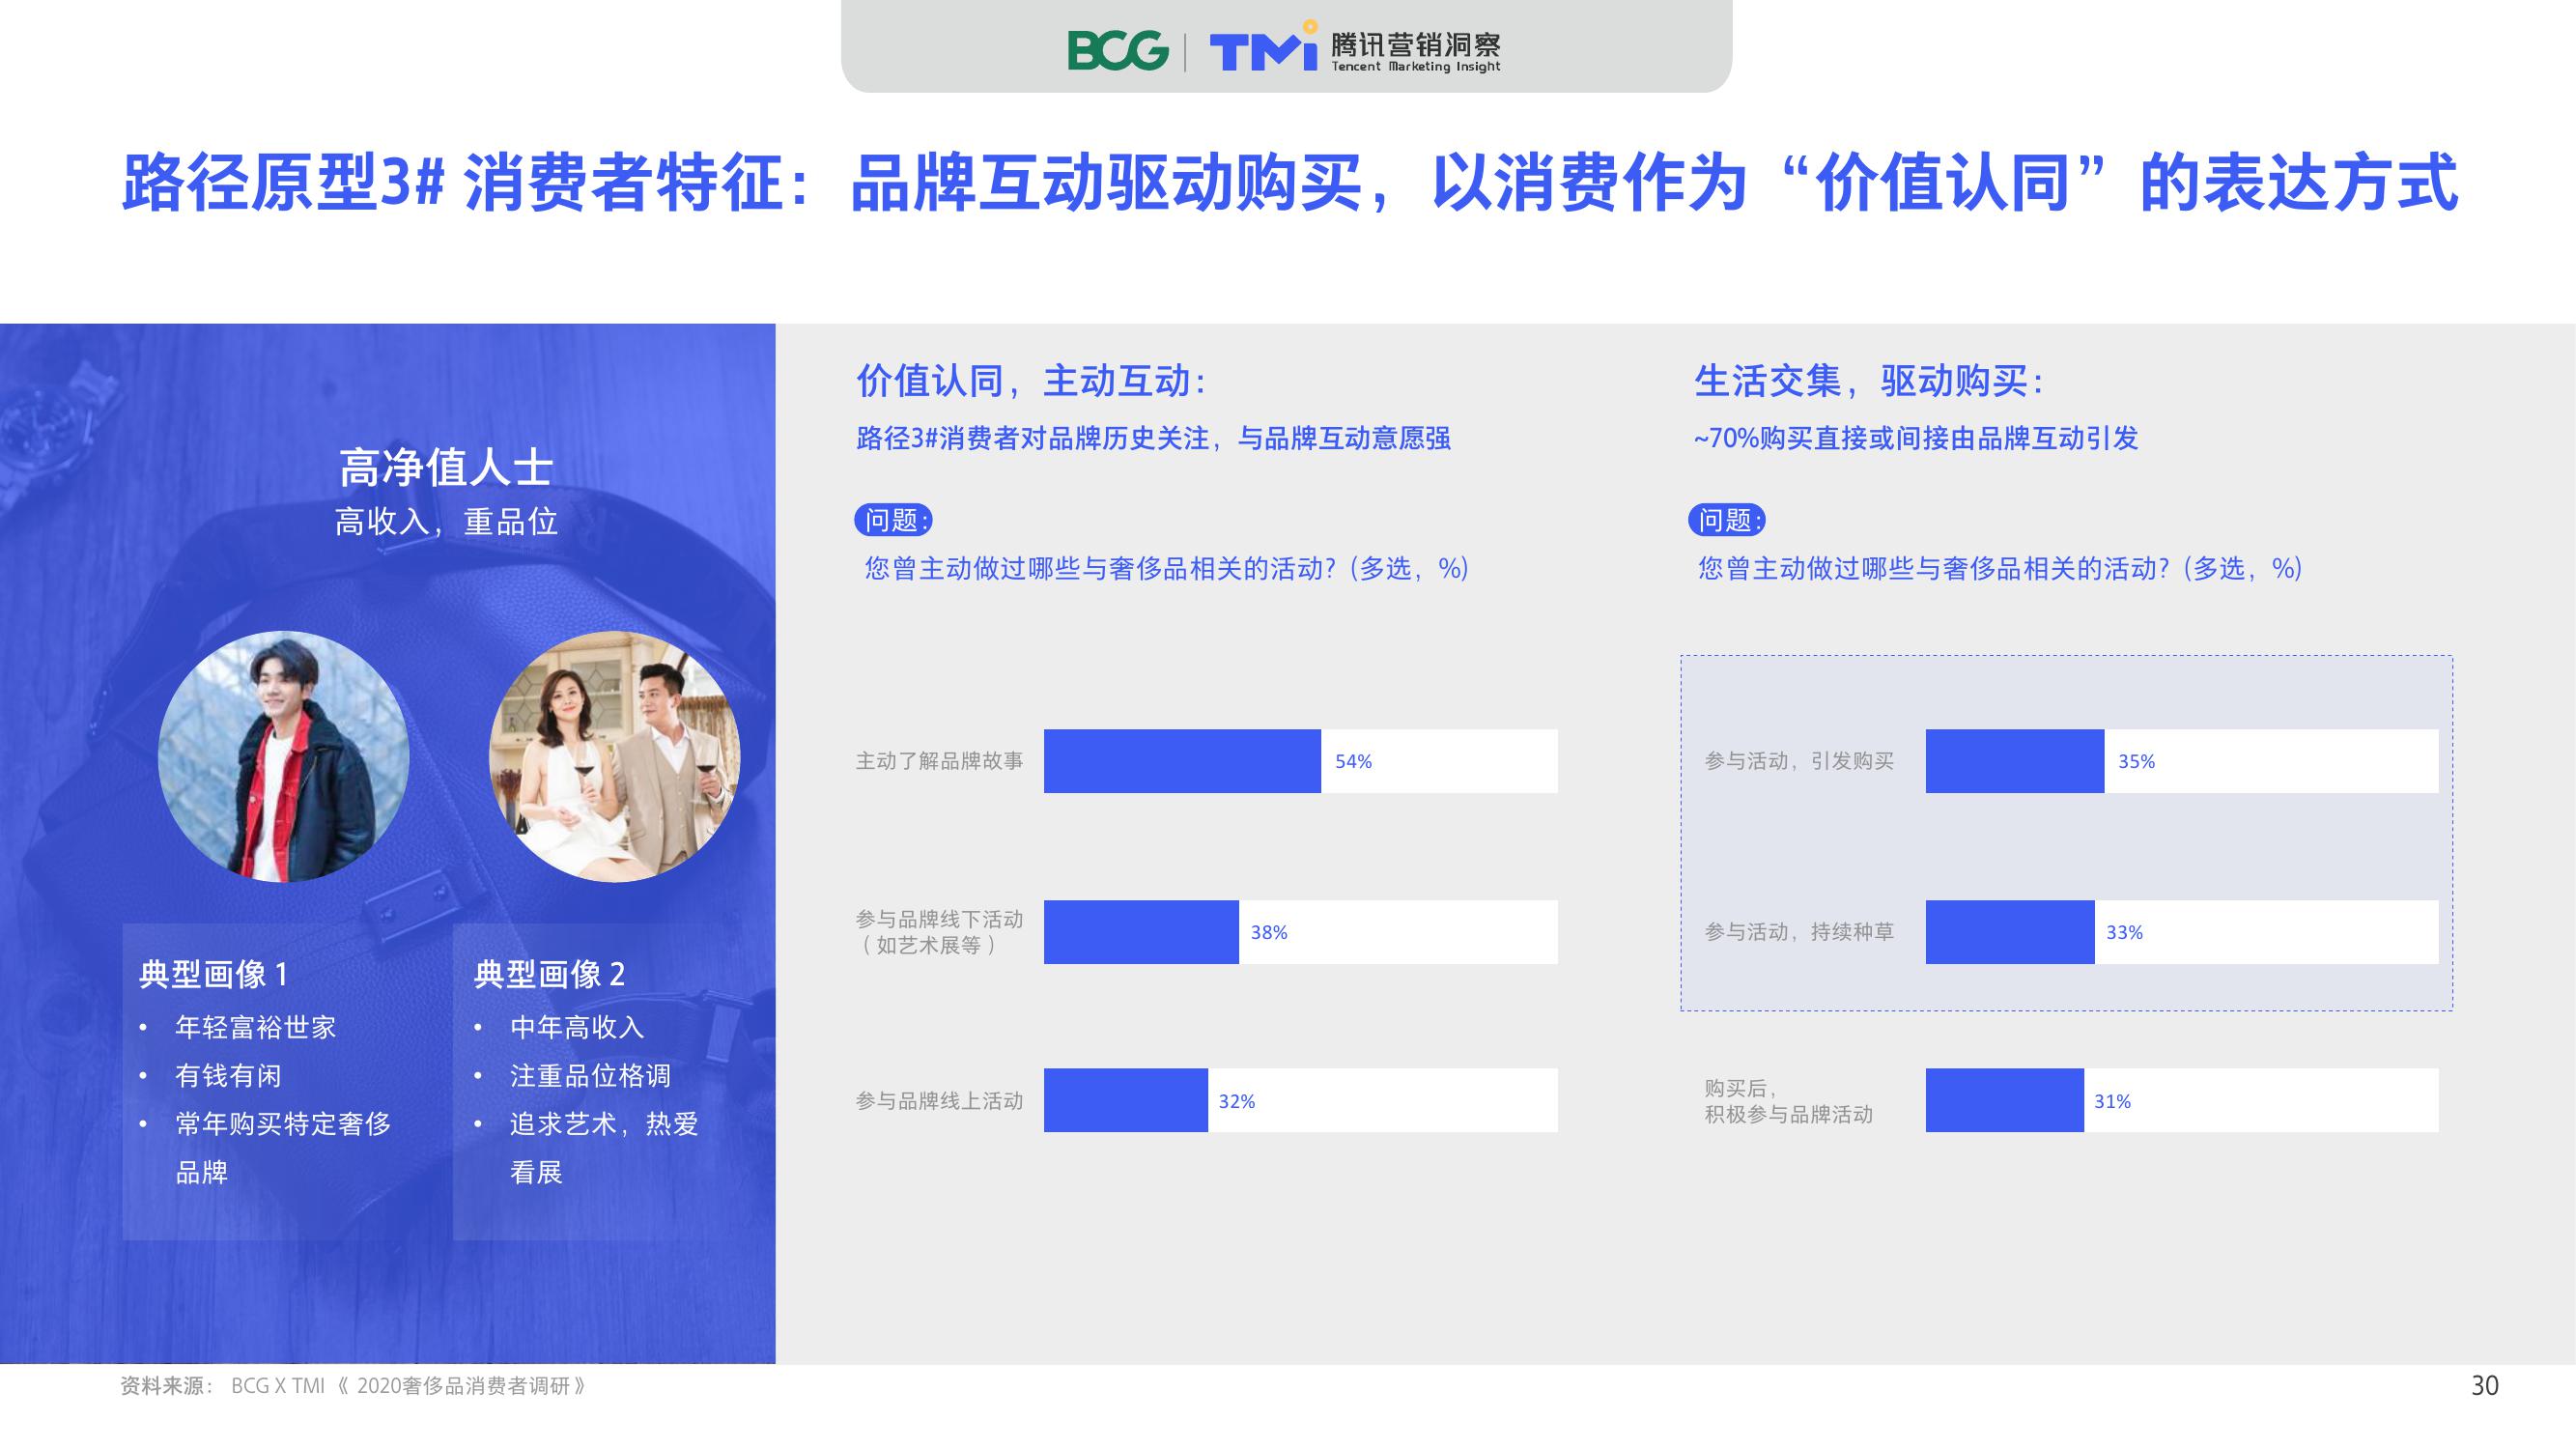 BCG
TMi 腾讯营销洞察
Tencent Marketing Insight
路径原型3# 消费者特征：品牌互动驱动购买，以消费作为“价值认同”的表达方式
高净值人士
高收入，重品位
典型画像 1
• 年轻富裕世家
• 有钱有闲
• 常年购买特定奢侈
品牌
典型画像 2
• 中年高收入
• 注重品位格调
• 追求艺术，热爱
看展
价值认同，主动互动：
路径3#消费者对品牌历史关注，与品牌互动意愿强
问题：
您曾主动做过哪些与奢侈品相关的活动？（多选，%）
主动了解品牌故事 54%
参与品牌线下活动
（如艺术展等） 38%
参与品牌线上活动 32%
生活交集，驱动购买：
~70%购买直接或间接由品牌互动引发
问题：
您曾主动做过哪些与奢侈品相关的活动？（多选，%）
参与活动，引发购买 35%
参与活动，持续种草 33%
购买后，
积极参与品牌活动 31%
资料来源： BCG X TMI《 2020奢侈品消费者调研》
30